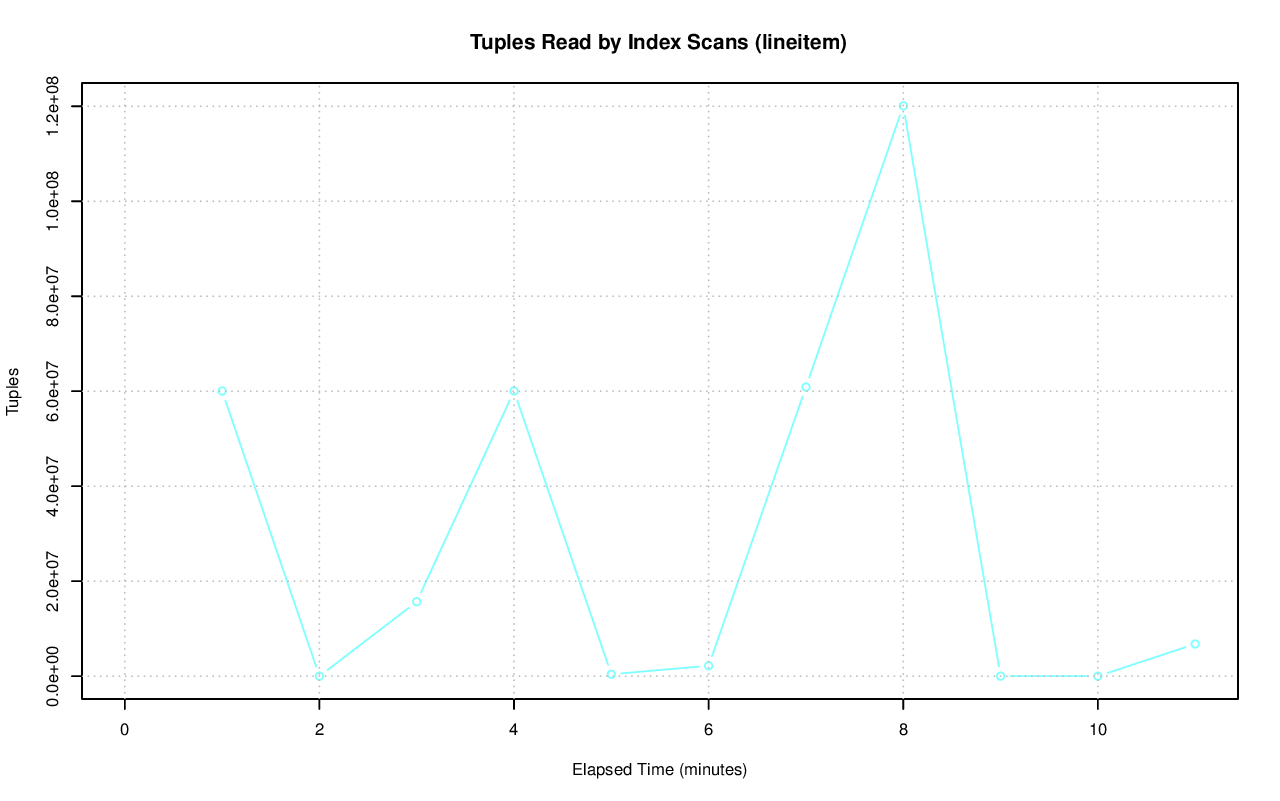 Tuples Read by Index Scans (lineitem)
Tuples
1.2e+08
1.0e+08
8.0e+07
6.0e+07
4.0e+07
2.0e+07
0.0e+00
0 2 4 6 8 10
Elapsed Time (minutes)